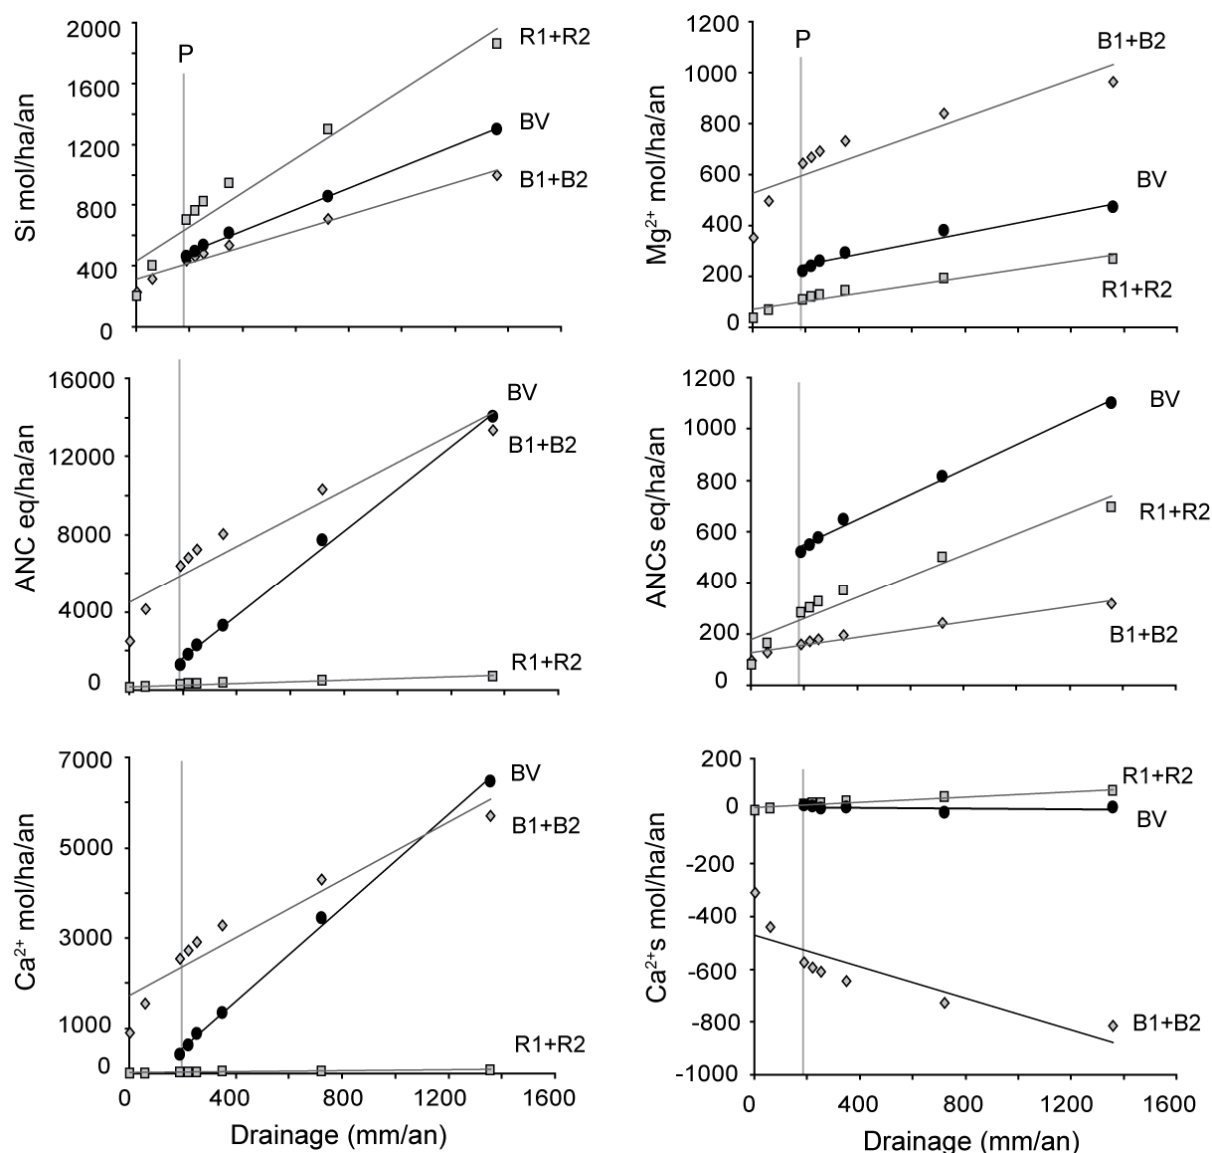 Si mol/ha/an
2000
1600
1200
800
400
0
P
R1+R2
BV
B1+B2
Mg²⁺ mol/ha/an
1200
1000
800
600
400
200
0
P
B1+B2
BV
R1+R2
ANC eq/ha/an
16000
12000
8000
4000
0
BV
B1+B2
R1+R2
ANCs eq/ha/an
1200
1000
800
600
400
200
0
BV
R1+R2
B1+B2
Ca²⁺ mol/ha/an
7000
5000
3000
1000
0
BV
B1+B2
R1+R2
0 400 800 1200 1600
Drainage (mm/an)
Ca²⁺s mol/ha/an
200
0
-200
-400
-600
-800
-1000
R1+R2
BV
B1+B2
0 400 800 1200 1600
Drainage (mm/an)